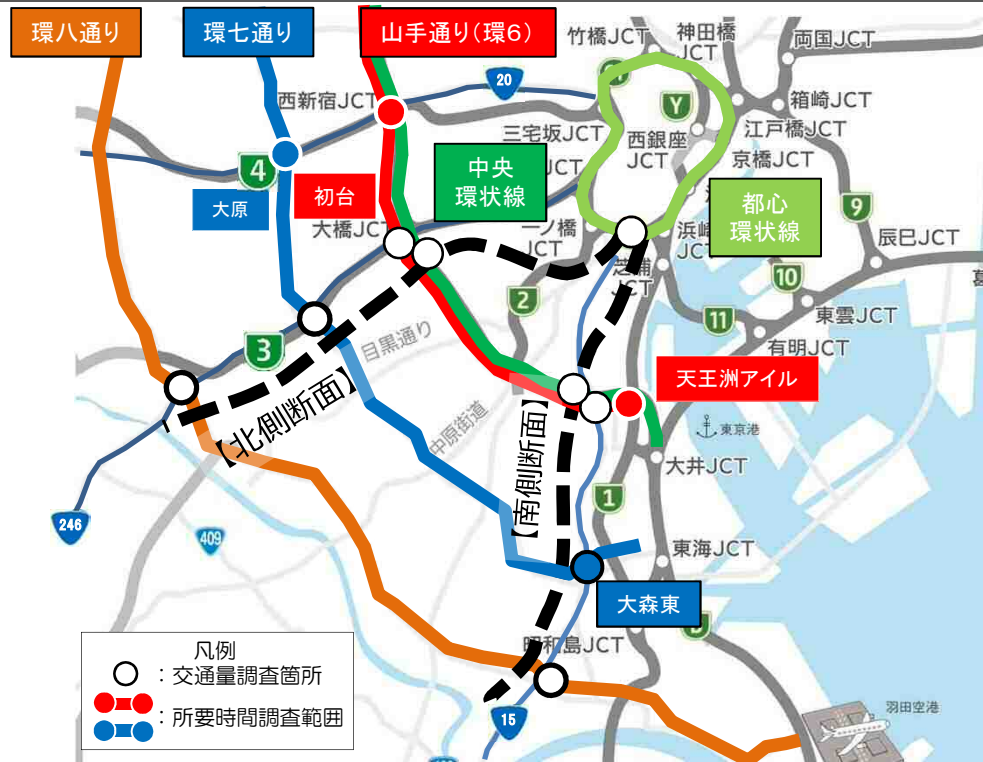 環八通り
環七通り
山手通り(環6)
竹橋JCT
神田橋
JCT
両国JCT
20
西新宿JCT
Y
箱崎JCT
三宅坂JCT
西銀座
JCT
江戸橋JCT
京橋JCT
4
中央
環状線
JCT
大原
初台
都心
環状線
9
大橋JCT
一ノ橋
JCT
浜崎
JCT
辰巳JCT
芝浦
JCT
10
葛
2
11
東雲JCT
3
目黒通り
有明JCT
天王洲アイル
【北側断面】
中原街道
【南側断面】
東京港
大井JCT
1
246
409
東海JCT
大森東
昭和島JCT
凡例
:交通量調査箇所
:所要時間調査範囲
15
羽田空港